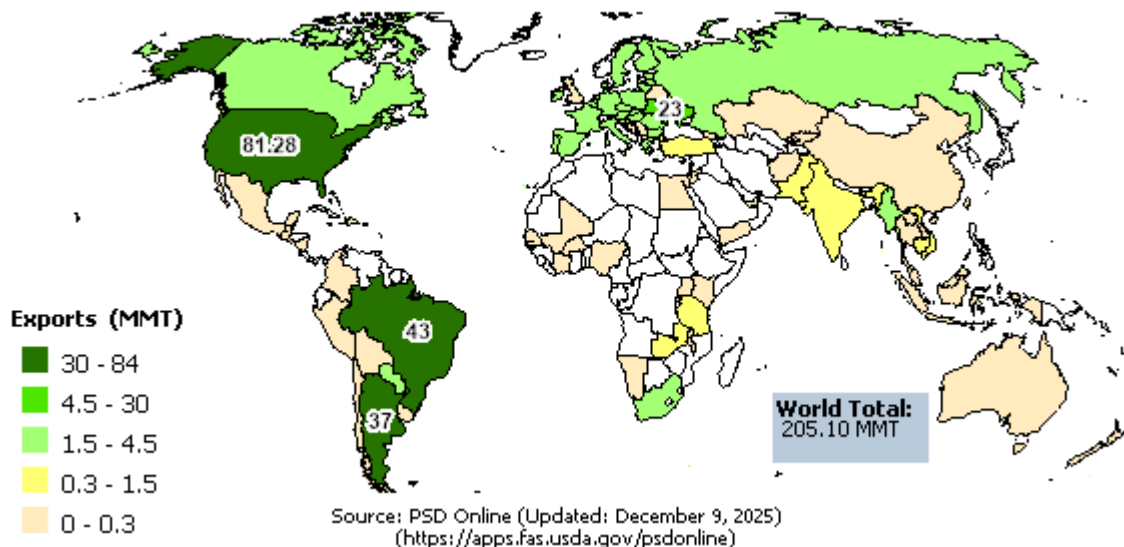 81.28
23
43
37
Exports (MMT)
30 - 84
4.5 - 30
1.5 - 4.5
0.3 - 1.5
0 - 0.3
World Total:
205.10 MMT
Source: PSD Online (Updated: December 9, 2025)
(https://apps.fas.usda.gov/psdonline)